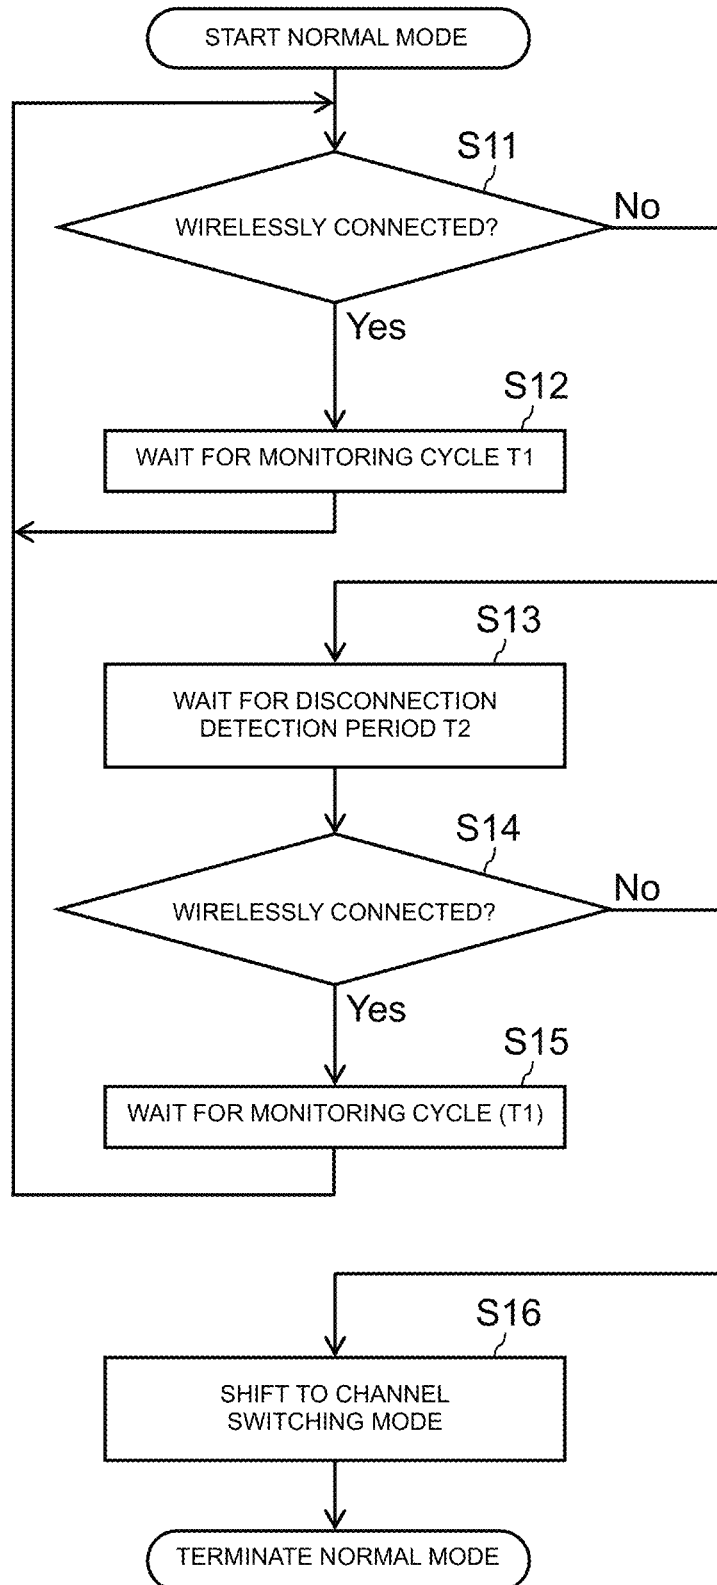 START NORMAL MODE
S11
WIRELESSLY CONNECTED?
No
Yes
S12
WAIT FOR MONITORING CYCLE T1
S13
WAIT FOR DISCONNECTION
DETECTION PERIOD T2
S14
WIRELESSLY CONNECTED?
No
Yes
S15
WAIT FOR MONITORING CYCLE (T1)
S16
SHIFT TO CHANNEL
SWITCHING MODE
TERMINATE NORMAL MODE